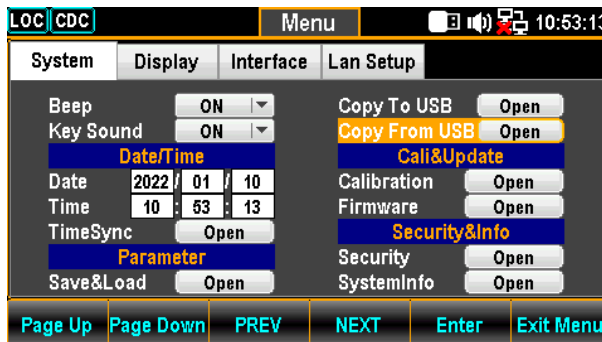 LOC CDC Menu 10:53:13
System Display Interface Lan Setup
Beep ON
Key Sound ON
Date/Time
Date 2022 / 01 / 10
Time 10 : 53 : 13
TimeSync Open
Parameter
Save&Load Open
Copy To USB Open
Copy From USB Open
Cali&Update
Calibration Open
Firmware Open
Security&Info
Security Open
SystemInfo Open
Page Up Page Down PREV NEXT Enter Exit Menu